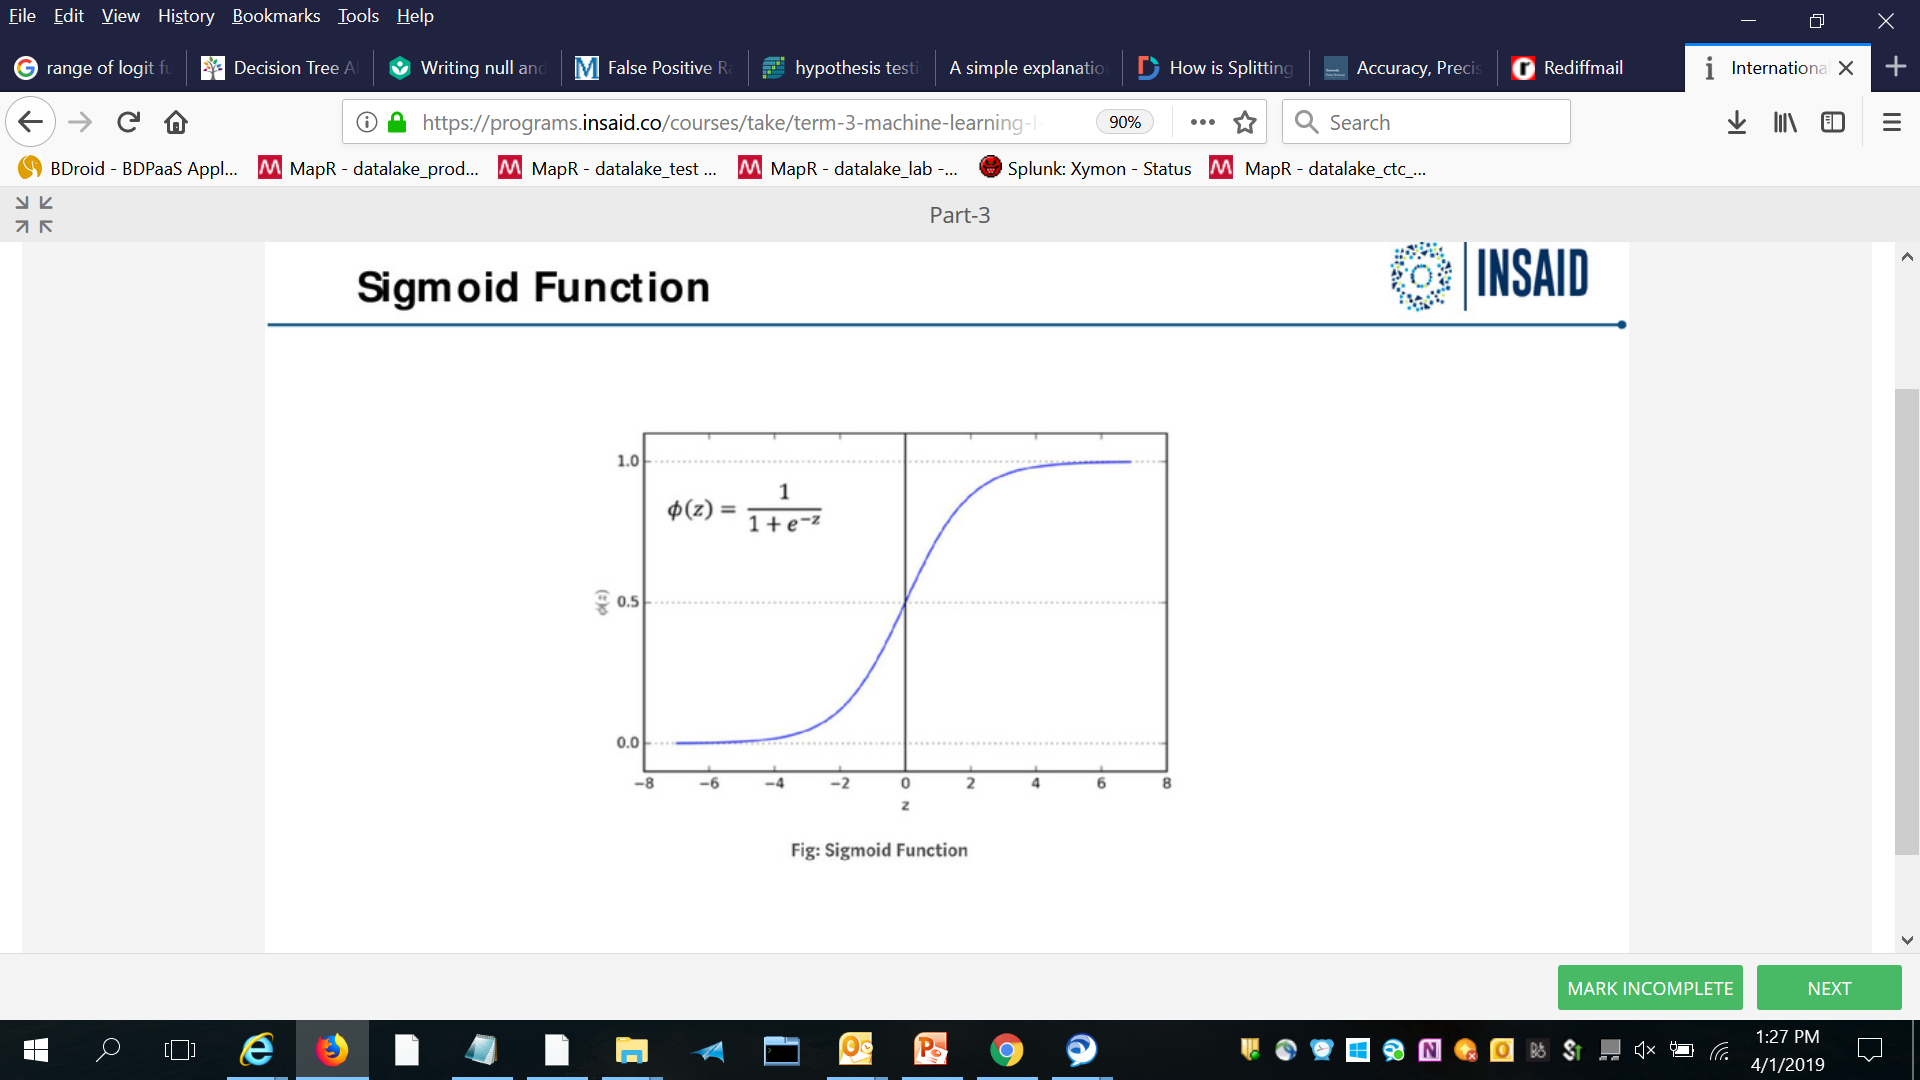 File Edit View History Bookmarks Tools Help
range of logit fu
Decision Tree Al
Writing null and
False Positive Ra
hypothesis testi
A simple explanation
How is Splitting
Accuracy, Precis
Rediffmail
International
https://programs.insaid.co/courses/take/term-3-machine-learning-l
90%
Search
BDroid - BDPaaS Appl...
MapR - datalake_prod...
MapR - datalake_test ...
MapR - datalake_lab -...
Splunk: Xymon - Status
MapR - datalake_ctc_...
Part-3
Sigmoid Function
INSAID
1.0
ϕ(z) = 1 / (1 + e^−z)
ϕ(z)
0.5
0.0
−8 −6 −4 −2 0 2 4 6 8
z
Fig: Sigmoid Function
MARK INCOMPLETE
NEXT
1:27 PM
4/1/2019